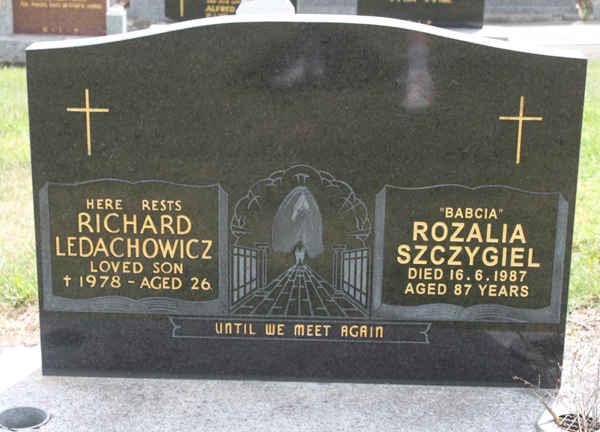 HERE RESTS
RICHARD
LEDACHOWICZ
LOVED SON
† 1978 - AGED 26.
"BABCIA"
ROZALIA
SZCZYGIEL
DIED 16.6.1987
AGED 87 YEARS
UNTIL WE MEET AGAIN
ALFRED
R·I·P